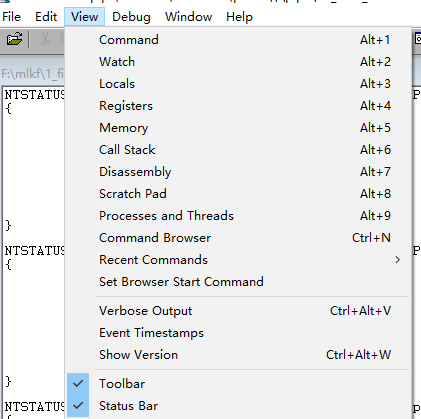 File Edit View Debug Window Help
Command Alt+1
Watch Alt+2
F:\mlkf\1_fi
Locals Alt+3
NTSTATUS
Registers Alt+4
{
Memory Alt+5
Call Stack Alt+6
Disassembly Alt+7
Scratch Pad Alt+8
Processes and Threads Alt+9
}
Command Browser Ctrl+N
NTSTATUS
Recent Commands >
{
Set Browser Start Command
Verbose Output Ctrl+Alt+V
Event Timestamps
Show Version Ctrl+Alt+W
}
Toolbar
Status Bar
NTSTATUS